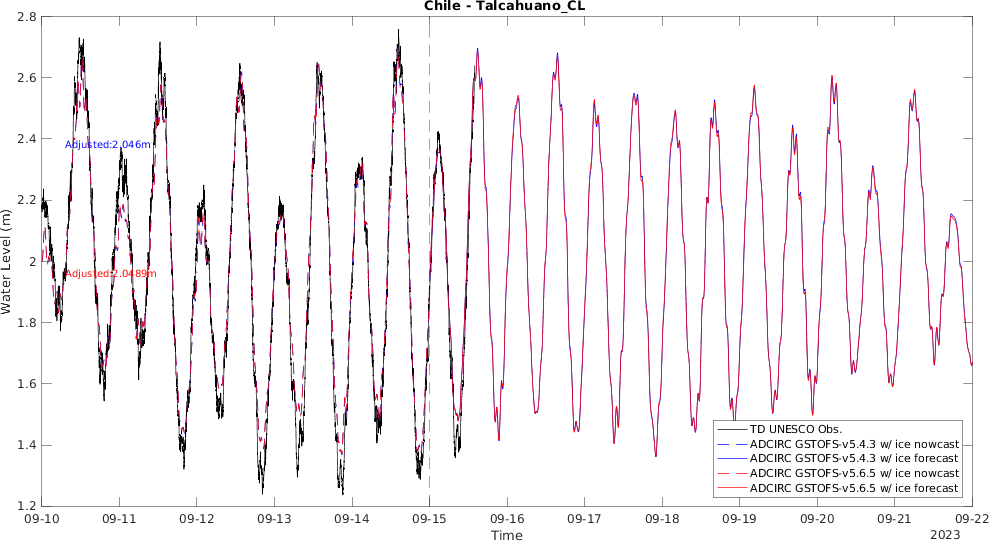 Chile - Talcahuano_CL
2.8
2.6
2.4
2.2
2
1.8
1.6
1.4
1.2
Water Level (m)
Adjusted:2.046m
Adjusted:2.0489m
TD UNESCO Obs.
ADCIRC GSTOFS-v5.4.3 w/ ice nowcast
ADCIRC GSTOFS-v5.4.3 w/ ice forecast
ADCIRC GSTOFS-v5.6.5 w/ ice nowcast
ADCIRC GSTOFS-v5.6.5 w/ ice forecast
09-10 09-11 09-12 09-13 09-14 09-15 09-16 09-17 09-18 09-19 09-20 09-21 09-22
Time
2023